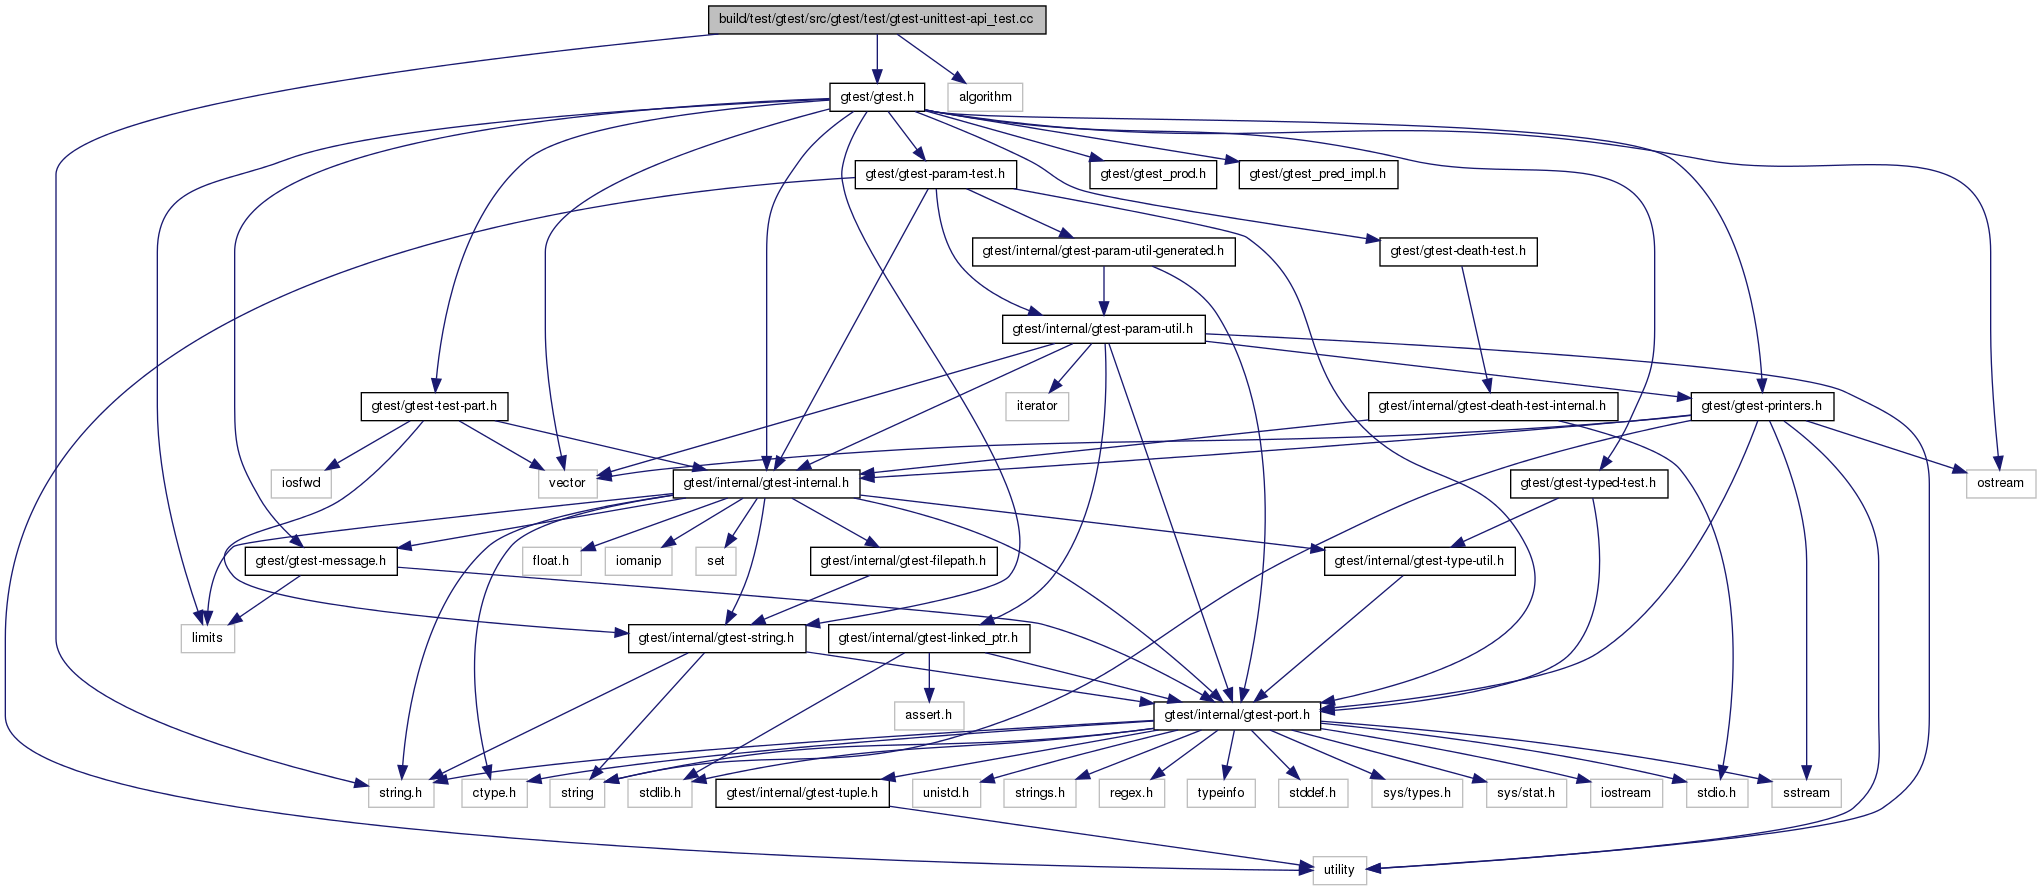 build/test/gtest/src/gtest/test/gtest-unittest-api_test.cc
gtest/gtest.h
algorithm
gtest/gtest-param-test.h
gtest/gtest_prod.h
gtest/gtest_pred_impl.h
gtest/internal/gtest-param-util-generated.h
gtest/gtest-death-test.h
gtest/internal/gtest-param-util.h
gtest/gtest-test-part.h
iterator
gtest/internal/gtest-death-test-internal.h
gtest/gtest-printers.h
iosfwd
vector
gtest/internal/gtest-internal.h
gtest/gtest-typed-test.h
ostream
gtest/gtest-message.h
float.h
iomanip
set
gtest/internal/gtest-filepath.h
gtest/internal/gtest-type-util.h
limits
gtest/internal/gtest-string.h
gtest/internal/gtest-linked_ptr.h
assert.h
gtest/internal/gtest-port.h
string.h
ctype.h
string
stdlib.h
gtest/internal/gtest-tuple.h
unistd.h
strings.h
regex.h
typeinfo
stddef.h
sys/types.h
sys/stat.h
iostream
stdio.h
sstream
utility